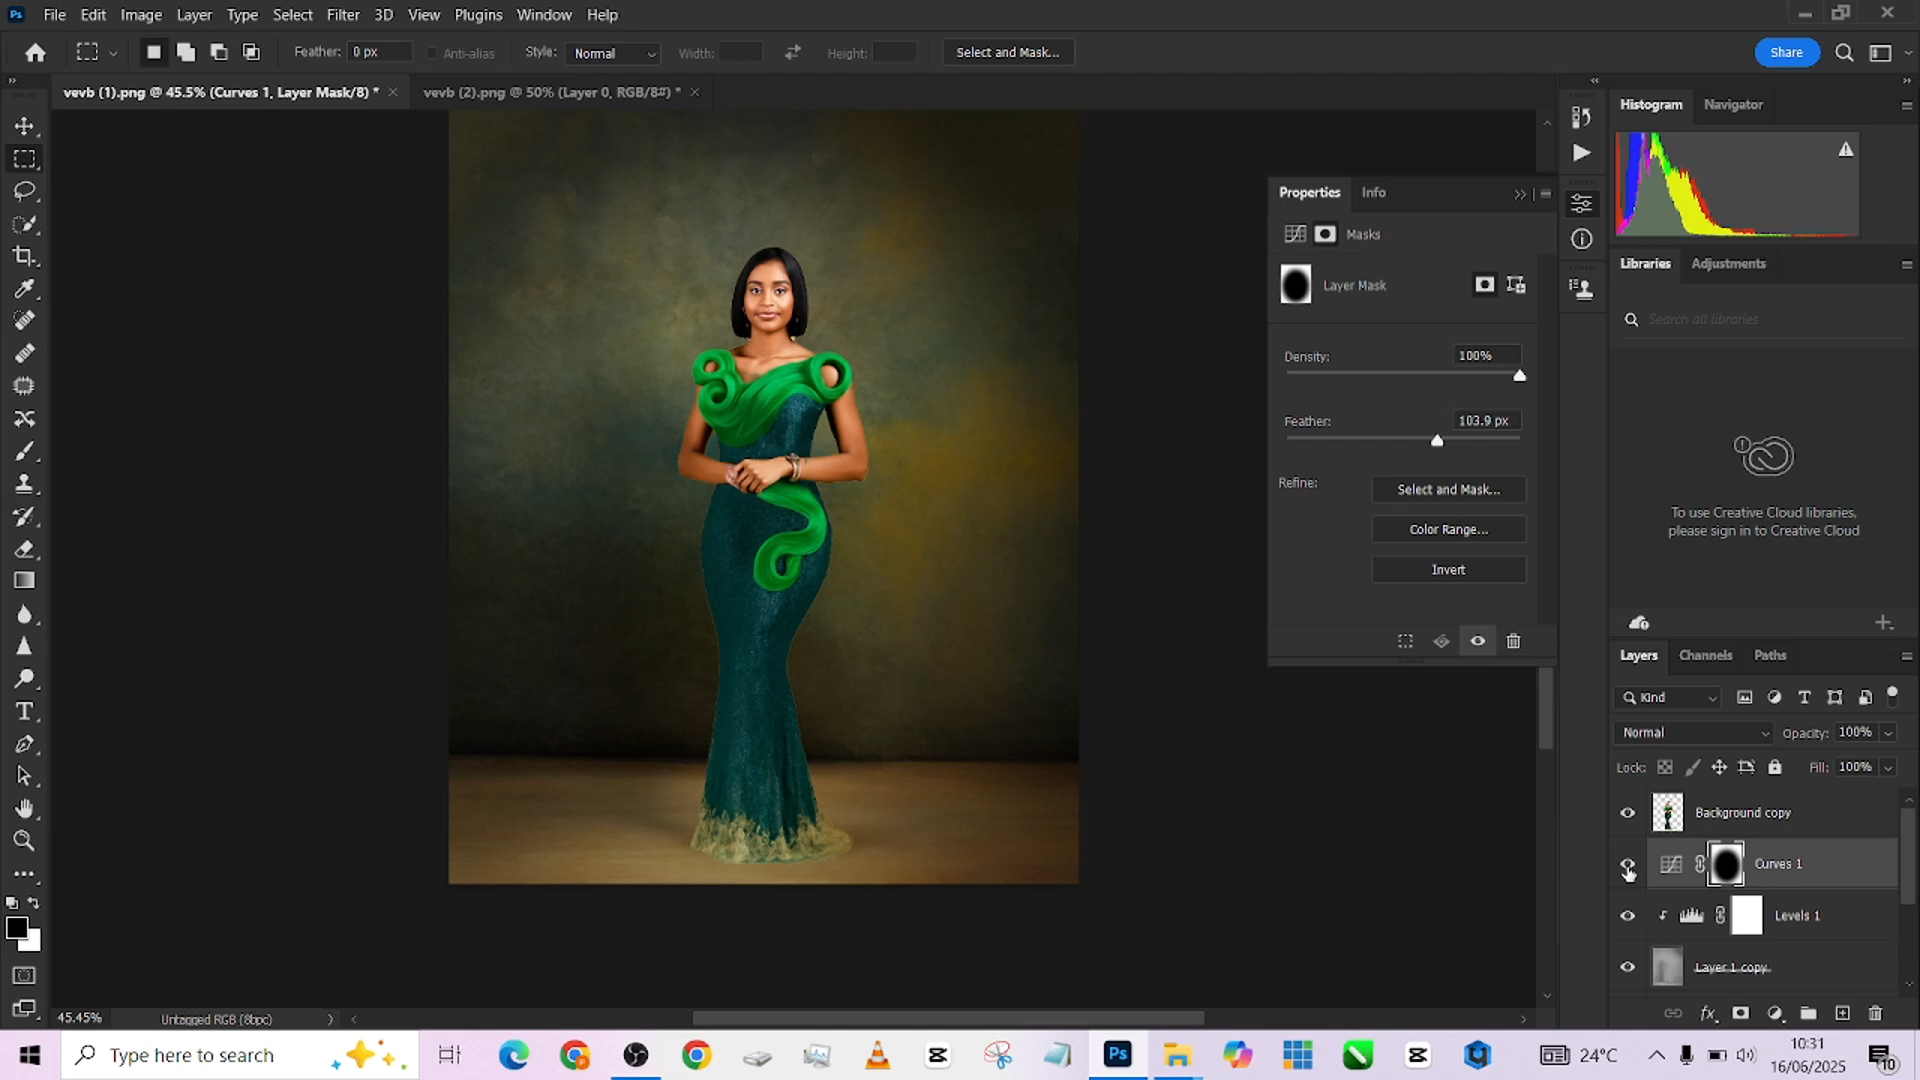 Ps File Edit Image Layer Type Select Filter 3D View Plugins Window Help
Feather: 0 px Anti-alias Style: Normal Width: Height: Select and Mask... Share
vevb (1).png @ 45.5% (Curves 1, Layer Mask/8) * vevb (2).png @ 50% (Layer 0, RGB/8#) *
Histogram Navigator
Properties Info
Masks
Layer Mask
Density: 100%
Feather: 103.9 px
Refine: Select and Mask...
Color Range...
Invert
Libraries Adjustments
Search all libraries
To use Creative Cloud libraries,
please sign in to Creative Cloud
Layers Channels Paths
Kind
Normal Opacity: 100%
Lock: Fill: 100%
Background copy
Curves 1
Levels 1
Layer 1 copy
45.45% Untagged RGB (8bpc)
Type here to search
Ps
24°C
10:31
16/06/2025
10